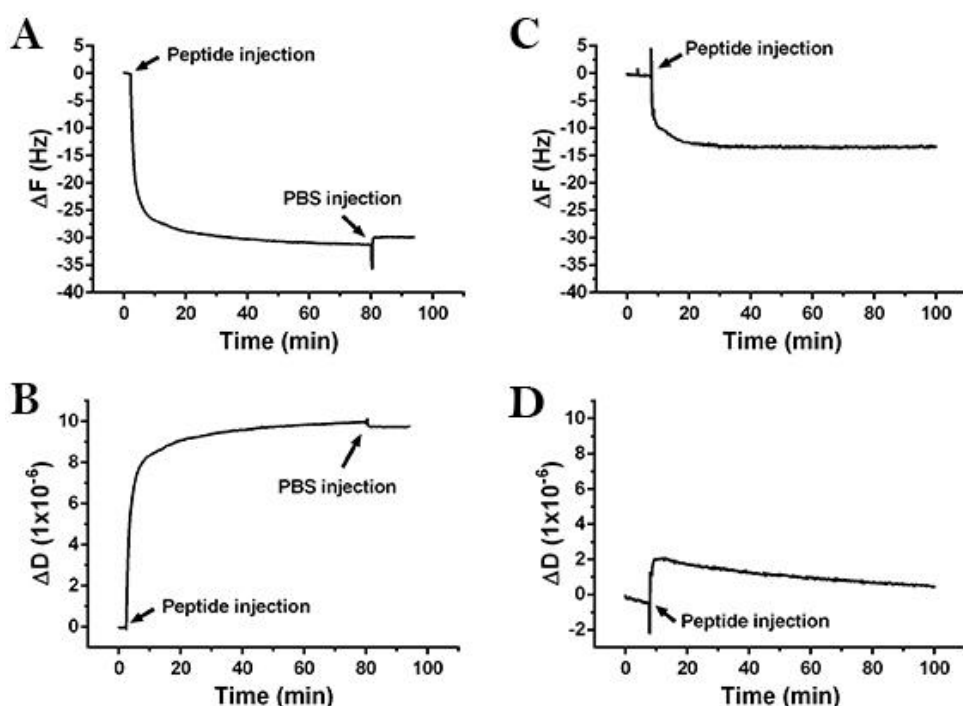 A
Peptide injection
PBS injection
5
0
-5
-10
-15
-20
-25
-30
-35
-40
ΔF (Hz)
0 20 40 60 80 100
Time (min)
C
Peptide injection
5
0
-5
-10
-15
-20
-25
-30
-35
-40
ΔF (Hz)
0 20 40 60 80 100
Time (min)
B
10
8
6
4
2
0
ΔD (1x10⁻⁶)
PBS injection
Peptide injection
0 20 40 60 80 100
Time (min)
D
10
8
6
4
2
0
-2
ΔD (1x10⁻⁶)
Peptide injection
0 20 40 60 80 100
Time (min)